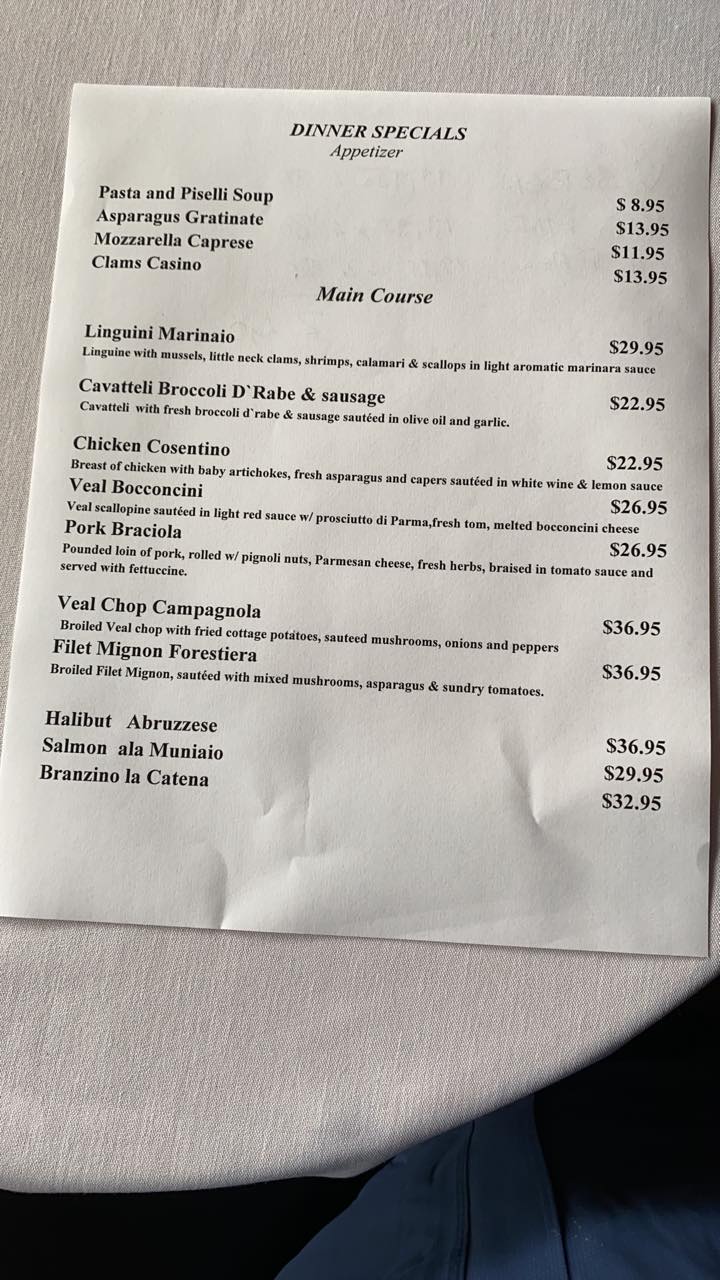 DINNER SPECIALS
Appetizer
Pasta and Piselli Soup $ 8.95
Asparagus Gratinate $13.95
Mozzarella Caprese $11.95
Clams Casino $13.95
Main Course
Linguini Marinaio $29.95
Linguine with mussels, little neck clams, shrimps, calamari & scallops in light aromatic marinara sauce
Cavatteli Broccoli D`Rabe & sausage $22.95
Cavatteli with fresh broccoli d`rabe & sausage sautéed in olive oil and garlic.
Chicken Cosentino $22.95
Breast of chicken with baby artichokes, fresh asparagus and capers sautéed in white wine & lemon sauce
Veal Bocconcini $26.95
Veal scallopine sautéed in light red sauce w/ prosciutto di Parma,fresh tom, melted bocconcini cheese
Pork Braciola $26.95
Pounded loin of pork, rolled w/ pignoli nuts, Parmesan cheese, fresh herbs, braised in tomato sauce and
served with fettuccine.
Veal Chop Campagnola $36.95
Broiled Veal chop with fried cottage potatoes, sauteed mushrooms, onions and peppers
Filet Mignon Forestiera $36.95
Broiled Filet Mignon, sautéed with mixed mushrooms, asparagus & sundry tomatoes.
Halibut Abruzzese $36.95
Salmon ala Muniaio $29.95
Branzino la Catena $32.95